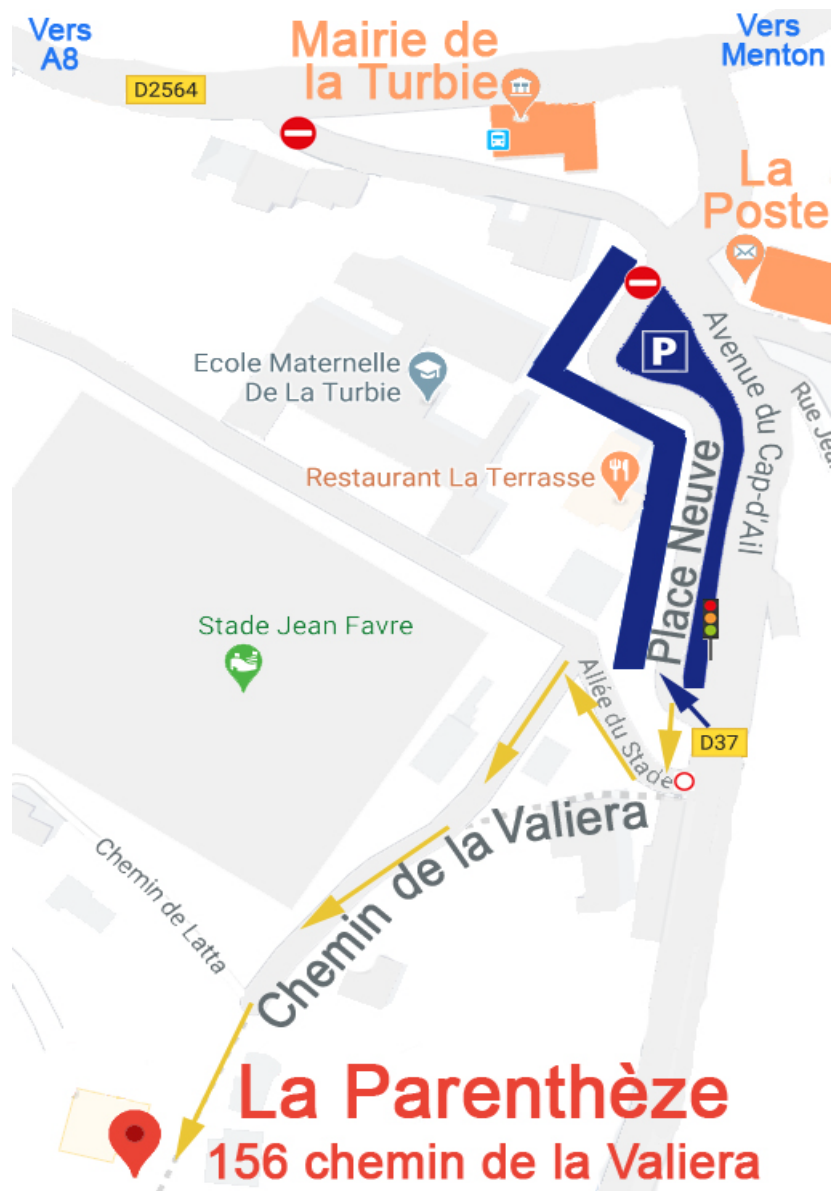 Vers
A8
Mairie de
la Turbie
Vers
Menton
D2564
La
Poste
P
Ecole Maternelle
De La Turbie
Avenue du Cap-d'Ail
Restaurant La Terrasse
Place Neuve
Stade Jean Favre
Allée du Stade
D37
Chemin de la Valiera
Chemin de Latta
La Parenthèze
156 chemin de la Valiera